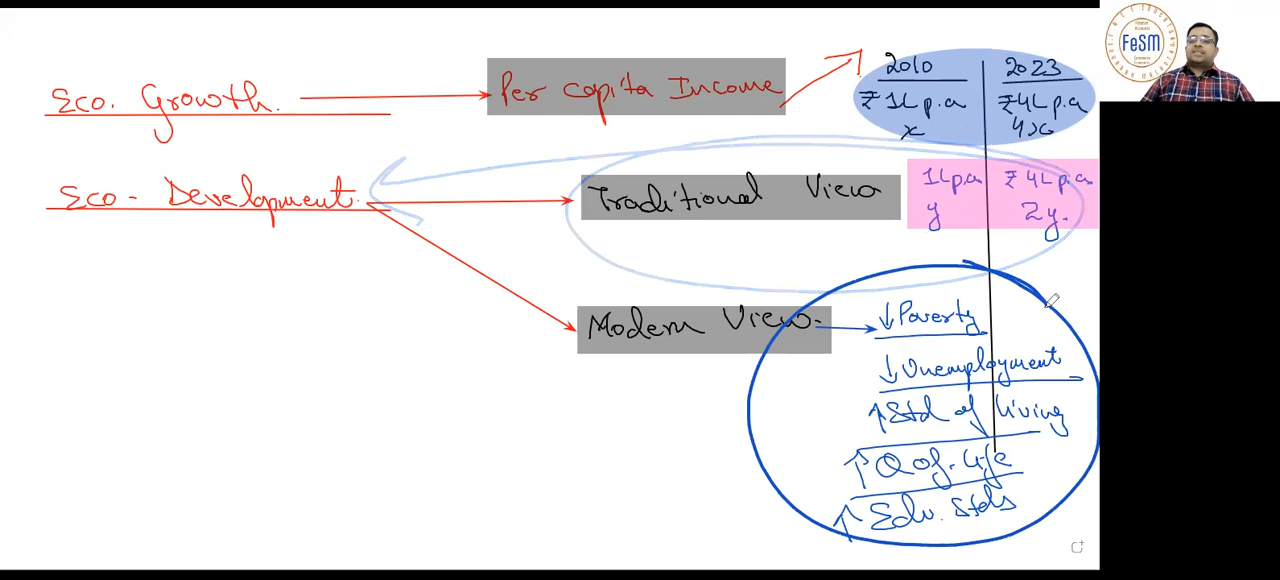 Eco. Growth.
Per capita Income
2010
2023
₹1L p.a
₹4L p.a
x
4x
Eco - Development.
Traditional View
1L p.a
₹4L p.a.
y
2y.
Modern View.
↓ Poverty
↓ Unemployment
↑ Std of living
↑ Q of. Life
↑ Edu. Stds
FeSM